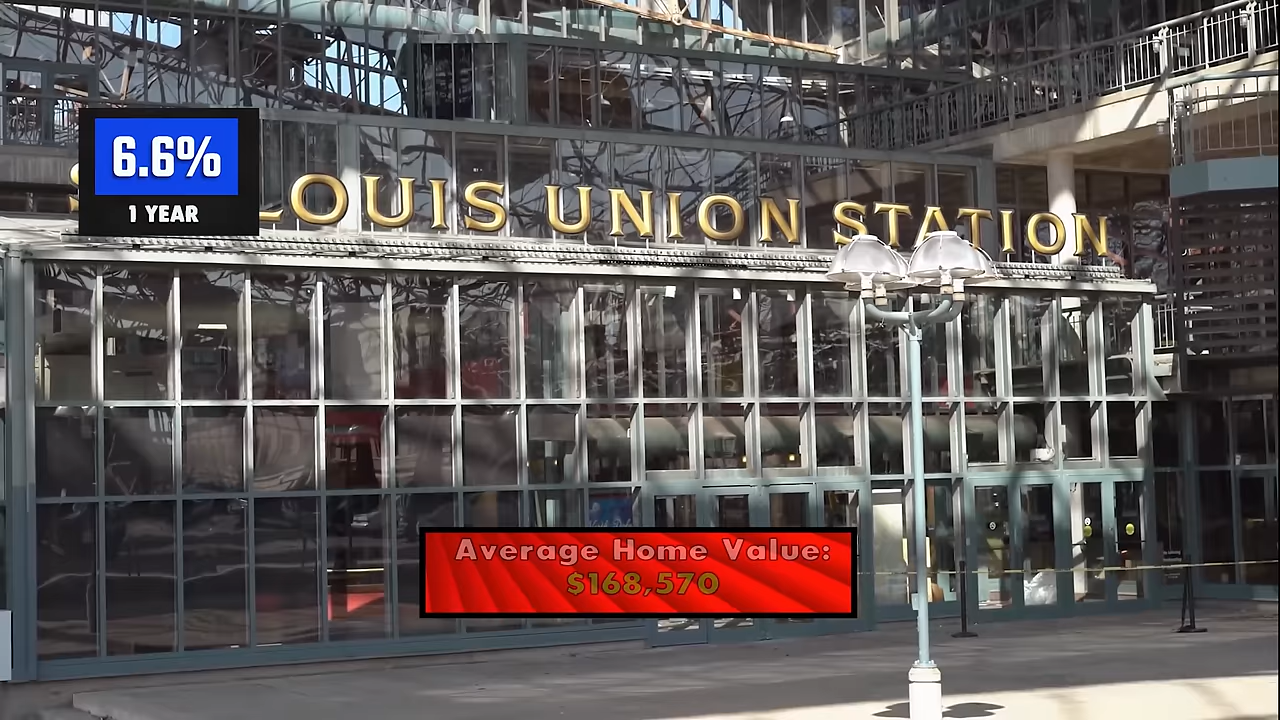 6.6%
1 YEAR
LOUIS UNION STATION
Average Home Value:
$168,570